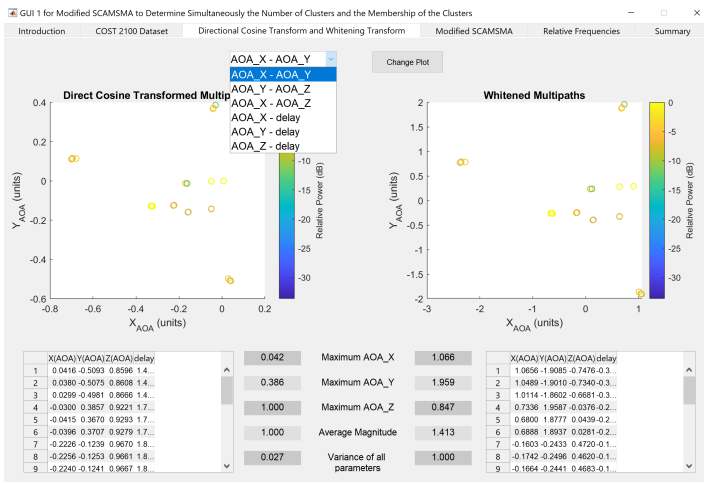 GUI 1 for Modified SCAMSMA to Determine Simultaneously the Number of Clusters and the Membership of the Clusters
Introduction COST 2100 Dataset Directional Cosine Transform and Whitening Transform Modified SCAMSMA Relative Frequencies Summary
AOA_X - AOA_Y
Change Plot
AOA_X - AOA_Y
AOA_Y - AOA_Z
AOA_X - AOA_Z
AOA_X - delay
AOA_Y - delay
AOA_Z - delay
Direct Cosine Transformed Multip
0.4
0.2
0
-0.2
-0.4
-0.6
-0.8 -0.6 -0.4 -0.2 0 0.2
Y_AOA (units)
X_AOA (units)
-10
-15
-20
-25
-30
Relative Power (dB)
Whitened Multipaths
2
1.5
1
0.5
0
-0.5
-1
-1.5
-2
-3 -2 -1 0 1
Y_AOA (units)
X_AOA (units)
0
-5
-10
-15
-20
-25
-30
Relative Power (dB)
X(AOA) Y(AOA) Z(AOA) delay
1 0.0416 -0.5093 0.8596 1.4...
2 0.0380 -0.5075 0.8608 1.4...
3 0.0299 -0.4981 0.8666 1.4...
4 -0.0300 0.3857 0.9221 1.7...
5 -0.0415 0.3670 0.9293 1.7...
6 -0.0396 0.3707 0.9279 1.7...
7 -0.2226 -0.1239 0.9670 1.8...
8 -0.2256 -0.1253 0.9661 1.8...
9 -0.2240 -0.1241 0.9667 1.8...
0.042 Maximum AOA_X 1.066
0.386 Maximum AOA_Y 1.959
1.000 Maximum AOA_Z 0.847
1.000 Average Magnitude 1.413
0.027 Variance of all 1.000
parameters
X(AOA) Y(AOA) Z(AOA) delay
1 1.0656 -1.9085 -0.7476 -0.3...
2 1.0489 -1.9010 -0.7340 -0.3...
3 1.0114 -1.8602 -0.6681 -0.3...
4 0.7336 1.9587 -0.0376 -0.2...
5 0.6800 1.8777 0.0439 -0.2...
6 0.6888 1.8937 0.0281 -0.2...
7 -0.1603 -0.2433 0.4720 -0.1...
8 -0.1742 -0.2496 0.4620 -0.1...
9 -0.1664 -0.2441 0.4683 -0.1...